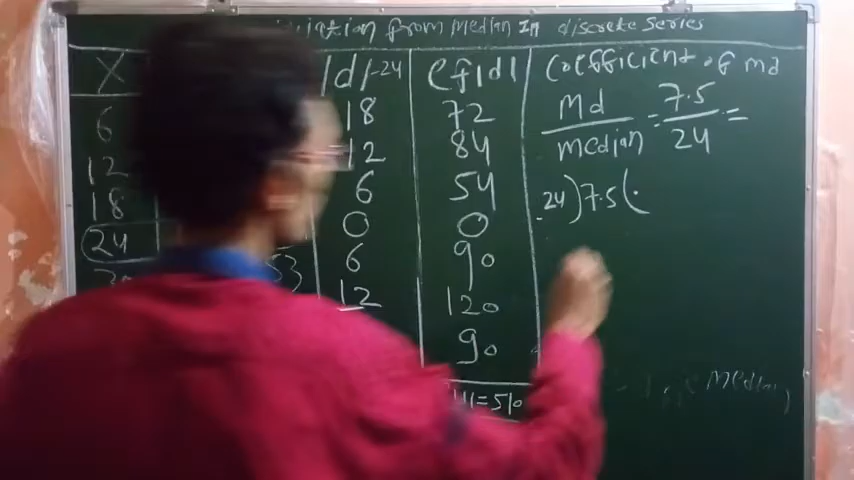 from Median In discrete Series
X |d|-24 (f|d| Coefficient of md
6 18 72 Md/median = 7.5/24 =
12 12 84
18 6 54 24)7.5(.
24 0 0
53 6 90
12 120
90
=510 Median